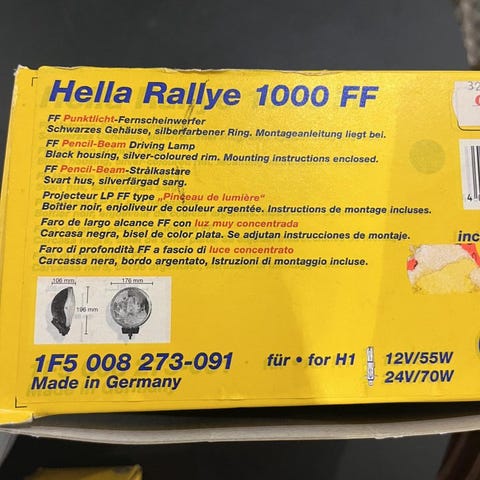 Hella Rallye 1000 FF
32
FF Punktlicht-Fernscheinwerfer
Schwarzes Gehäuse, silberfarbener Ring. Montageanleitung liegt bei.
FF Pencil-Beam Driving Lamp
Black housing, silver-coloured rim. Mounting instructions enclosed.
FF Pencil-Beam-Strålkastare
Svart hus, silverfärgad sarg.
Projecteur LP FF type „Pinceau de lumière“
Boîtier noir, enjoliveur de couleur argentée. Instructions de montage incluses.
Faro de largo alcance FF con luz muy concentrada
Carcasa negra, bisel de color plata. Se adjutan instrucciones de montaje.
Faro di profondità FF a fascio di luce concentrato
Carcassa nera, bordo argentato, Istruzioni di montaggio incluse.
4
inc
106 mm
176 mm
196 mm
1F5 008 273-091
Made in Germany
für • for H1
12V/55W
24V/70W